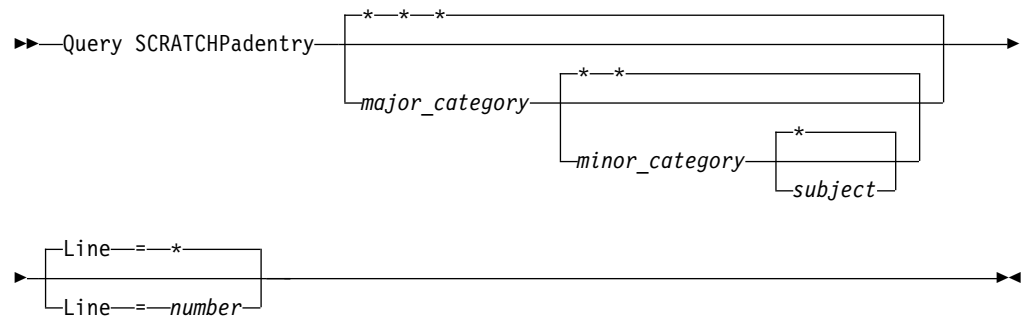 * * *
Query SCRATCHPadentry
* *
major_category
*
minor_category
subject
Line = *
Line = number